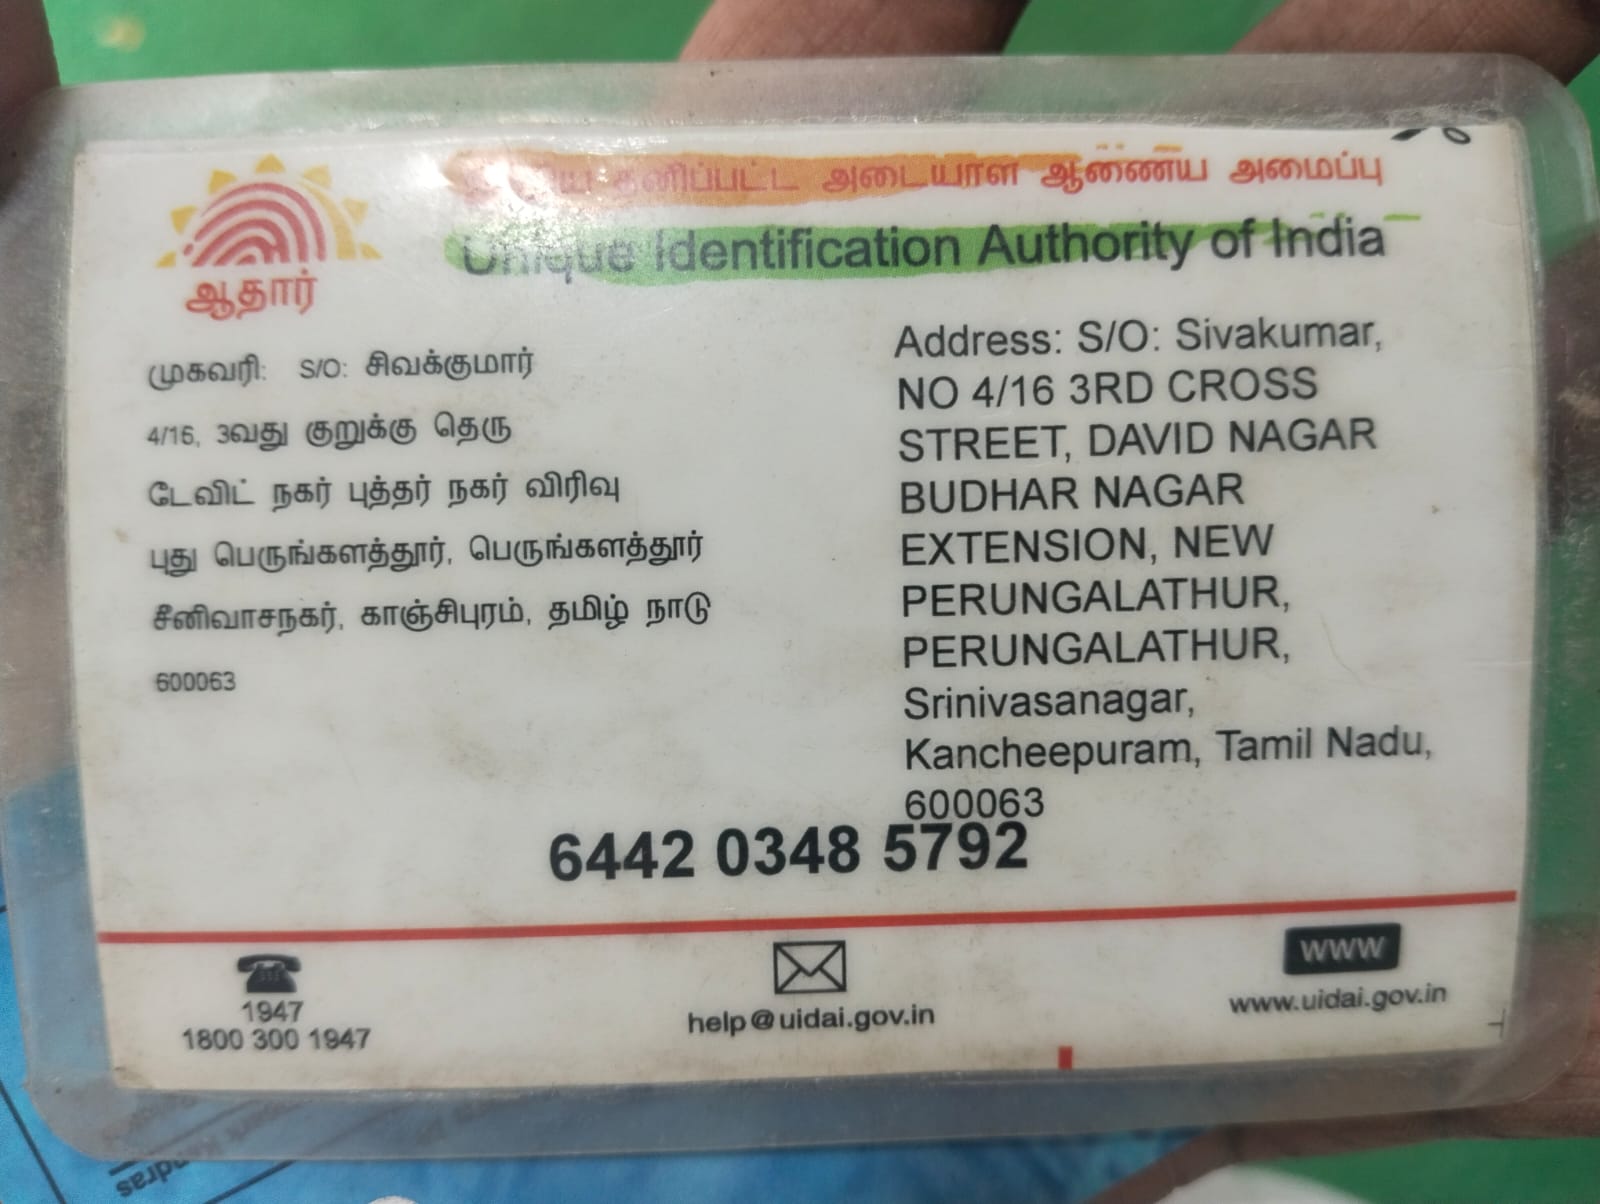 ஆதார்
தனிப்பட்ட அடையாள ஆணைய அமைப்பு
Unique Identification Authority of India
முகவரி: S/O: சிவக்குமார்
4/16, 3வது குறுக்கு தெரு
டேவிட் நகர் புத்தர் நகர் விரிவு
புது பெருங்களத்தூர், பெருங்களத்தூர்
சீனிவாசநகர், காஞ்சிபுரம், தமிழ் நாடு
600063
Address: S/O: Sivakumar,
NO 4/16 3RD CROSS
STREET, DAVID NAGAR
BUDHAR NAGAR
EXTENSION, NEW
PERUNGALATHUR,
PERUNGALATHUR,
Srinivasanagar,
Kancheepuram, Tamil Nadu,
600063
6442 0348 5792
1947
1800 300 1947
help@uidai.gov.in
www
www.uidai.gov.in